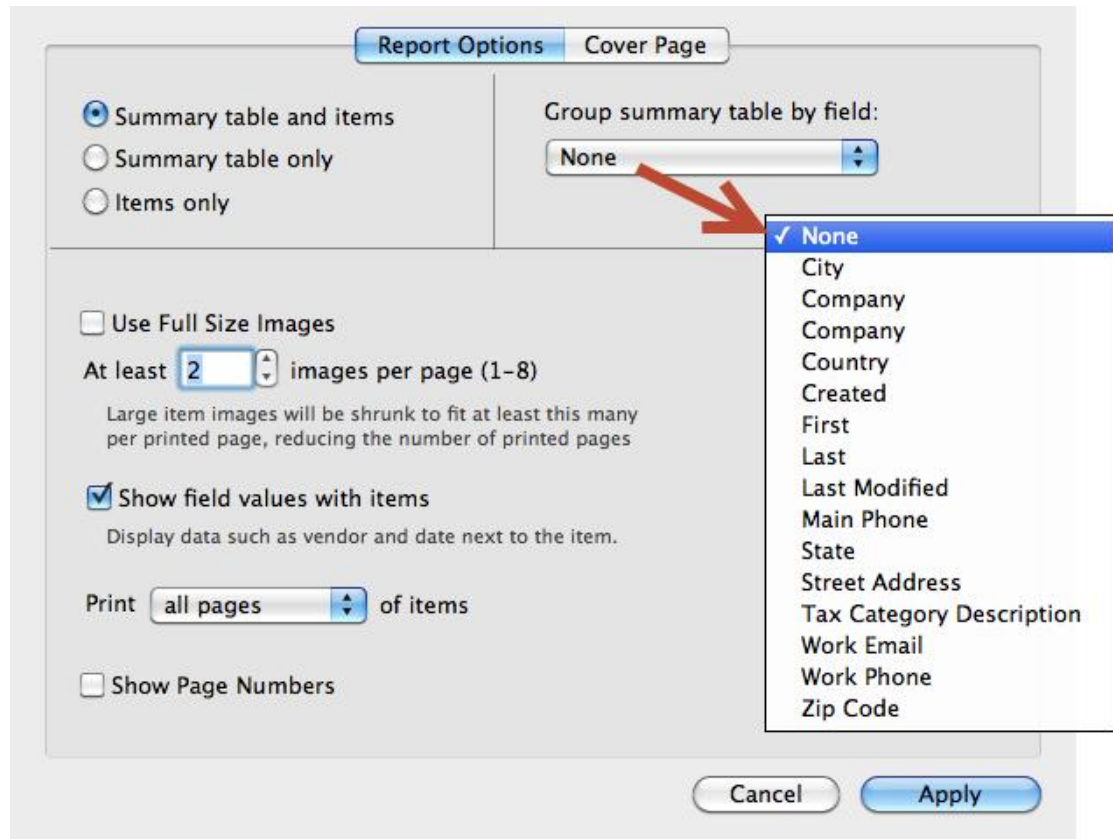 Report Options
Cover Page
Summary table and items
Summary table only
Items only
Group summary table by field:
None
✓ None
City
Company
Company
Country
Created
First
Last
Last Modified
Main Phone
State
Street Address
Tax Category Description
Work Email
Work Phone
Zip Code
Use Full Size Images
At least 2 images per page (1-8)
Large item images will be shrunk to fit at least this many
per printed page, reducing the number of printed pages
Show field values with items
Display data such as vendor and date next to the item.
Print all pages of items
Show Page Numbers
Cancel
Apply